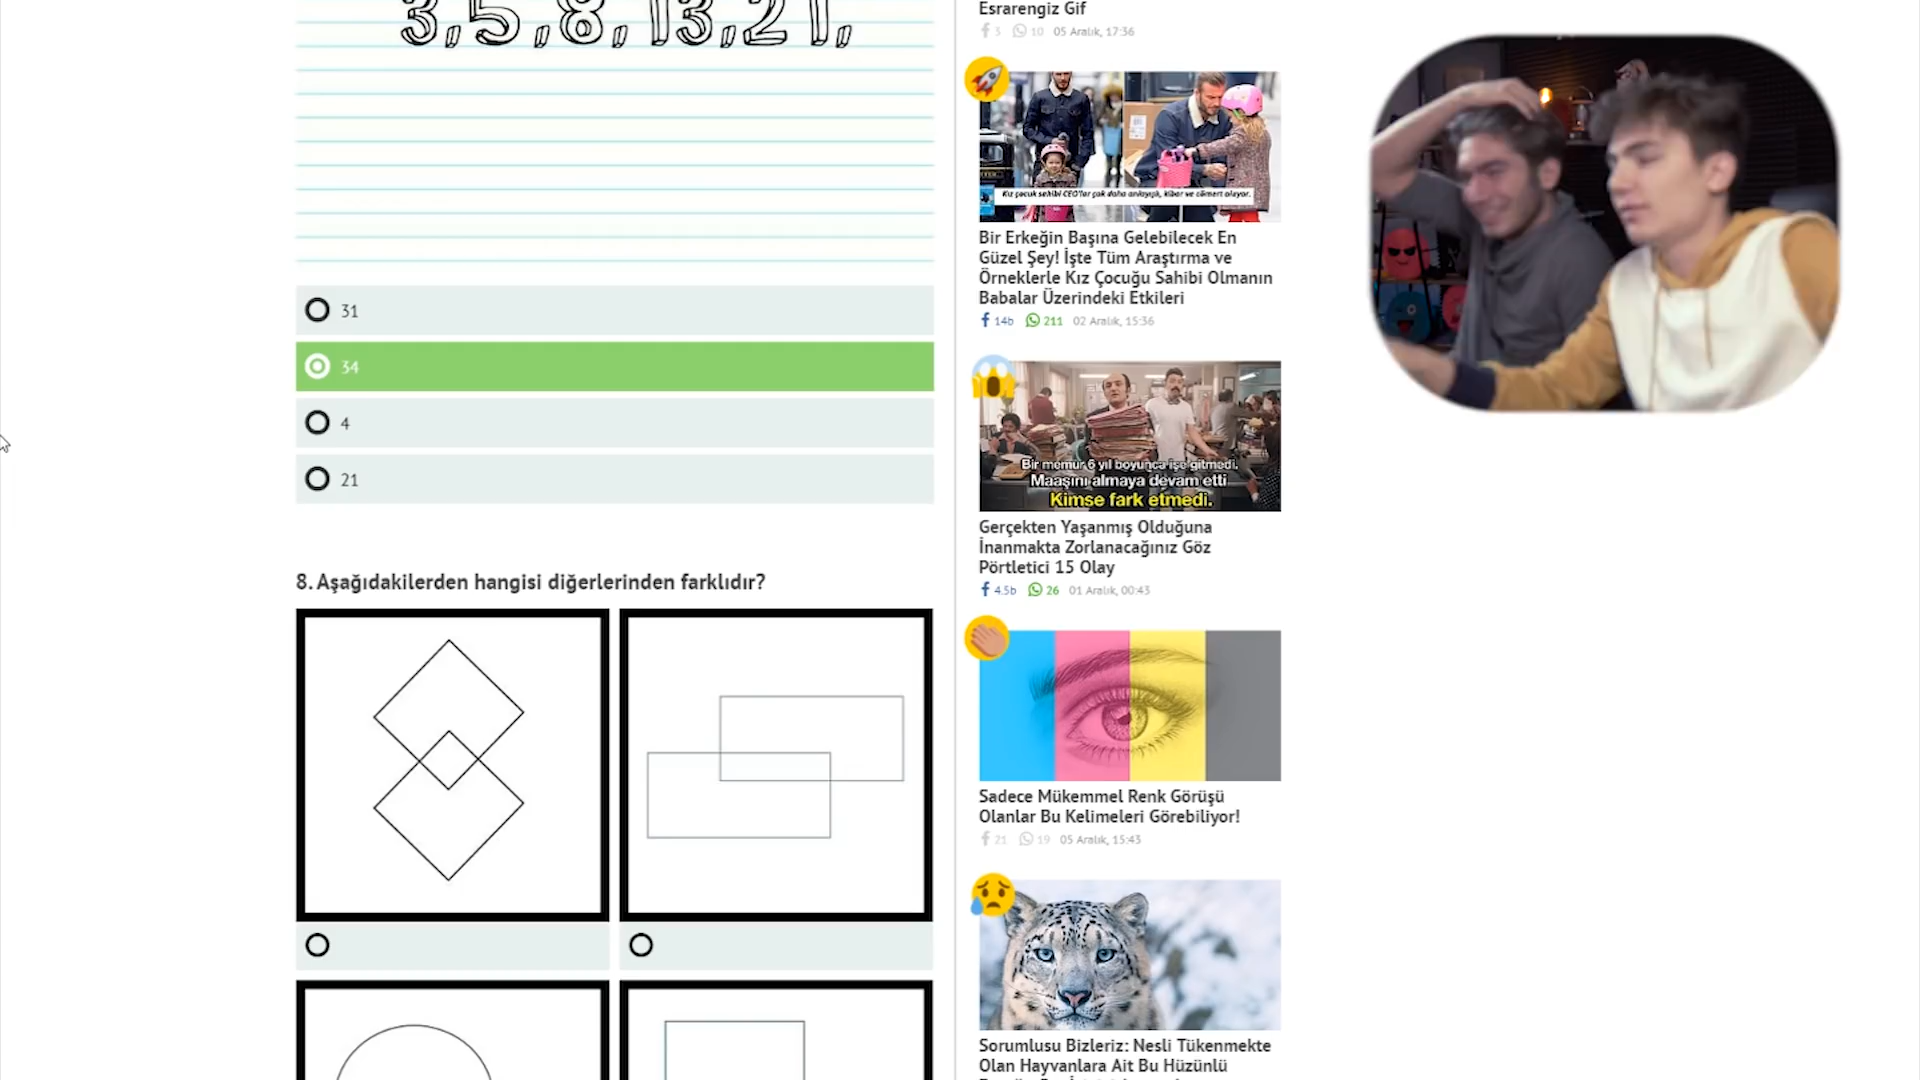 3,5,8,13,21,
31
34
4
21
8. Aşağıdakilerden hangisi diğerlerinden farklıdır?
Esrarengiz Gif
3 10 05 Aralık, 17:36
Kız çocuk sahibi CEO'lar çok daha anlayışlı, kibar ve cömert oluyor.
Bir Erkeğin Başına Gelebilecek En
Güzel Şey! İşte Tüm Araştırma ve
Örneklerle Kız Çocuğu Sahibi Olmanın
Babalar Üzerindeki Etkileri
14b 211 02 Aralık, 15:36
Bir memur 6 yıl boyunca işe gitmedi.
Maaşını almaya devam etti
Kimse fark etmedi.
Gerçekten Yaşanmış Olduğuna
İnanmakta Zorlanacağınız Göz
Pörtletici 15 Olay
4.5b 26 01 Aralık, 00:43
Sadece Mükemmel Renk Görüşü
Olanlar Bu Kelimeleri Görebiliyor!
21 19 05 Aralık, 15:43
Sorumlusu Bizleriz: Nesli Tükenmekte
Olan Hayvanlara Ait Bu Hüzünlü